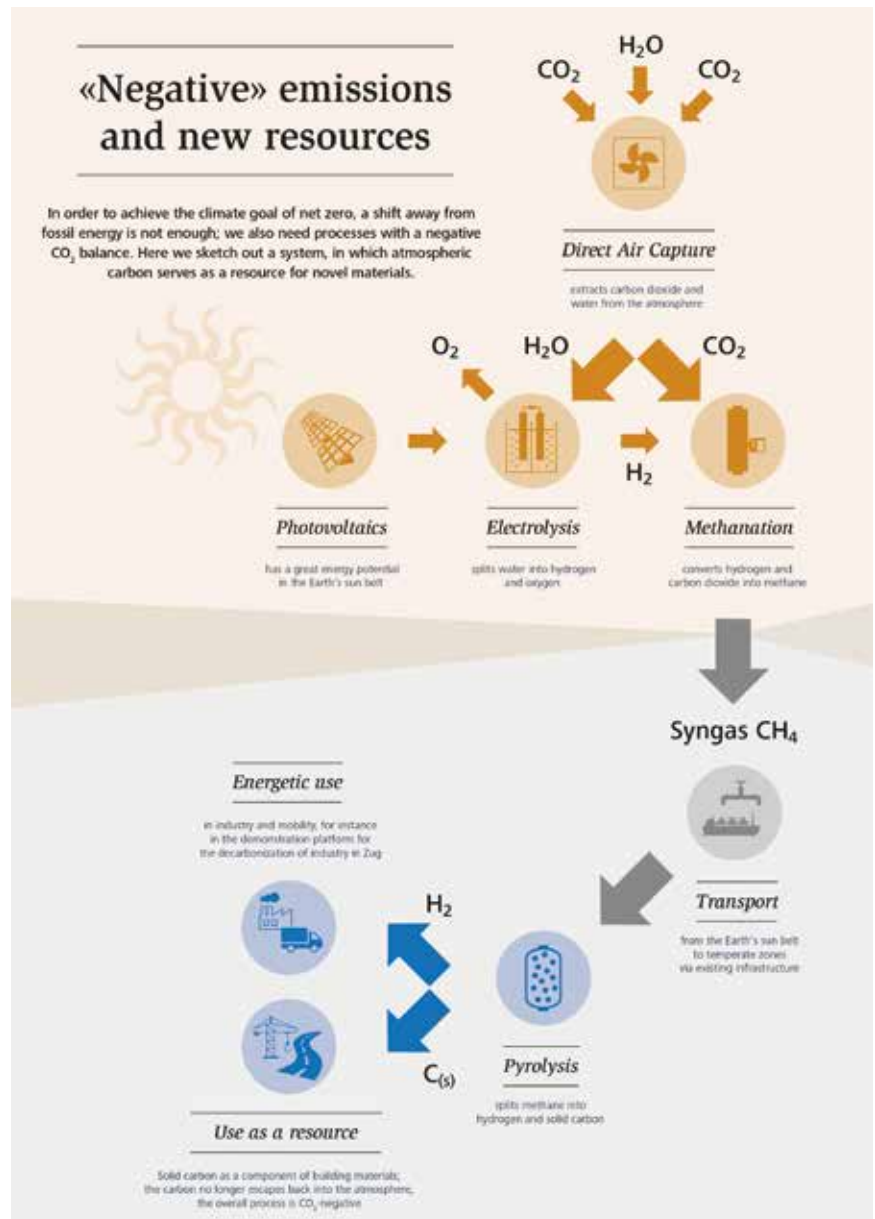 «Negative» emissions
and new resources
In order to achieve the climate goal of net zero, a shift away from
fossil energy is not enough; we also need processes with a negative
CO₂ balance. Here we sketch out a system, in which atmospheric
carbon serves as a resource for novel materials.
CO₂
H₂O
CO₂
Direct Air Capture
extracts carbon dioxide and
water from the atmosphere
O₂
H₂O
CO₂
H₂
Photovoltaics
has a great energy potential
in the Earth's sun belt
Electrolysis
splits water into hydrogen
and oxygen
Methanation
converts hydrogen and
carbon dioxide into methane
Syngas CH₄
Transport
from the Earth's sun belt
to temperate zones
via existing infrastructure
Energetic use
in industry and mobility, for instance
in the demonstration platform for
the decarbonization of industry in Zug
H₂
C(s)
Pyrolysis
splits methane into
hydrogen and solid carbon
Use as a resource
Solid carbon as a component of building materials;
the carbon no longer escapes back into the atmosphere,
the overall process is CO₂-negative